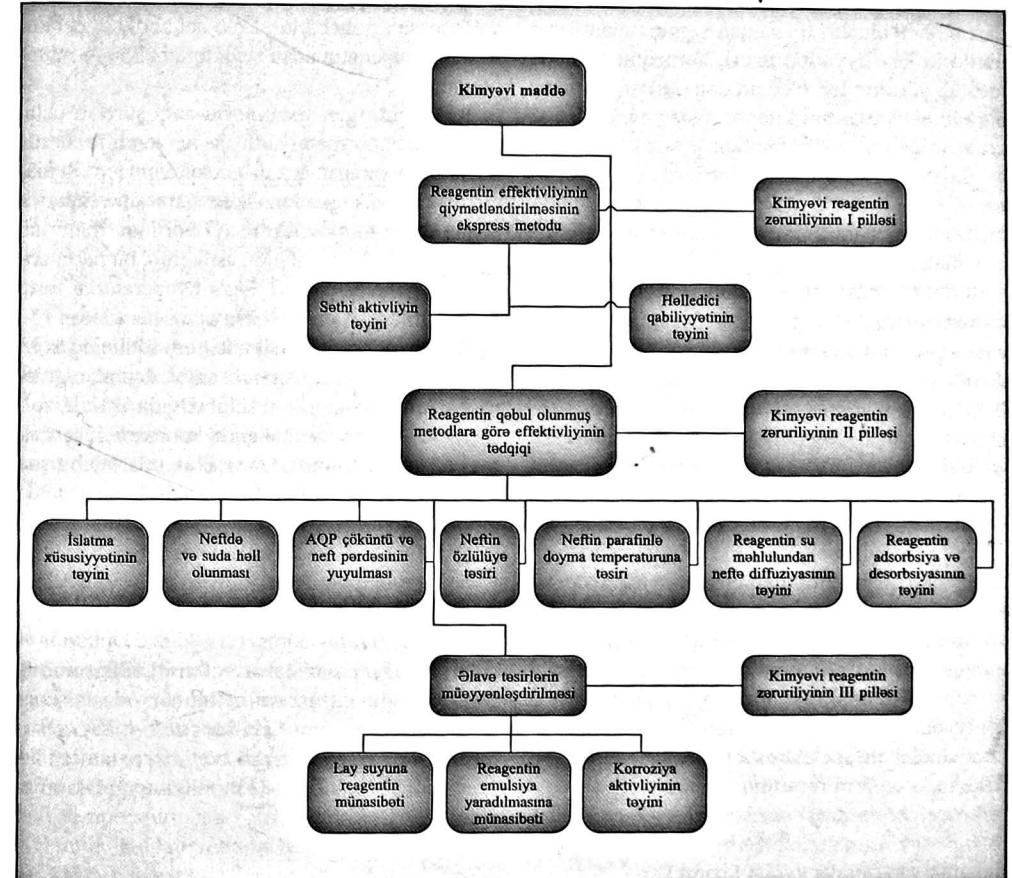 Kimyəvi maddə
Reagentin effektivliyinin
qiymətləndirilməsinin
ekspress metodu
Kimyəvi reagentin
zəruriliyinin I pilləsi
Səthi aktivliyin
təyini
Həlledici
qabiliyyətinin
təyini
Reagentin qəbul olunmuş
metodlara görə effektivliyinin
tədqiqi
Kimyəvi reagentin
zəruriliyinin II pilləsi
İslatma
xüsusiyyətinin
təyini
Neftdə
və suda həll
olunması
AQP çöküntü və
neft pərdəsinin
yuyulması
Neftin
özlülüyə
təsiri
Neftin parafinlə
doyma temperaturuna
təsiri
Reagentin su
məhlulundan
neftə diffuziyasının
təyini
Reagentin
adsorbsiya və
desorbsiyasının
təyini
Əlavə təsirlərin
müəyyənləşdirilməsi
Kimyəvi reagentin
zəruriliyinin III pilləsi
Lay suyuna
reagentin
münasibəti
Reagentin
emulsiya
yaradılmasına
münasibəti
Korroziya
aktivliyinin
təyini